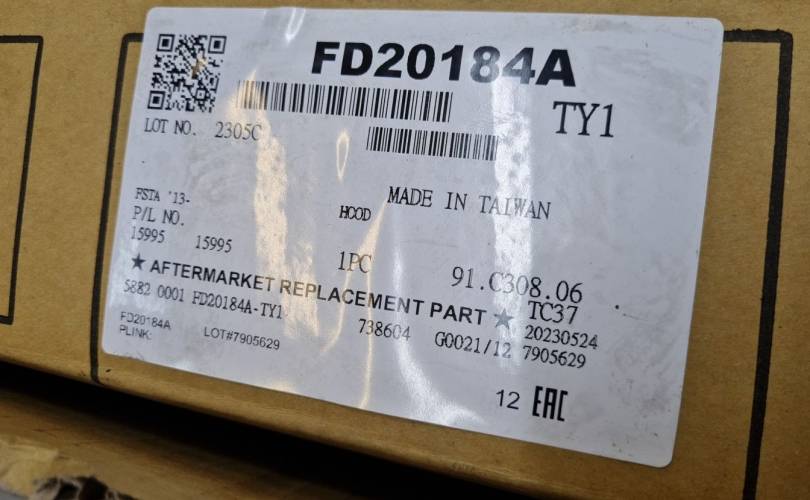 FD20184A
TY1
LOT NO. 2305C
FSTA '13-
HOOD
MADE IN TAIWAN
P/L NO.
15995 15995
1PC
91.C308.06
★ AFTERMARKET REPLACEMENT PART ★ TC37
5882 0001 FD20184A-TY1 738604 G0021/12 20230524
7905629
FD20184A
PLINK: LOT#7905629
12 EAC